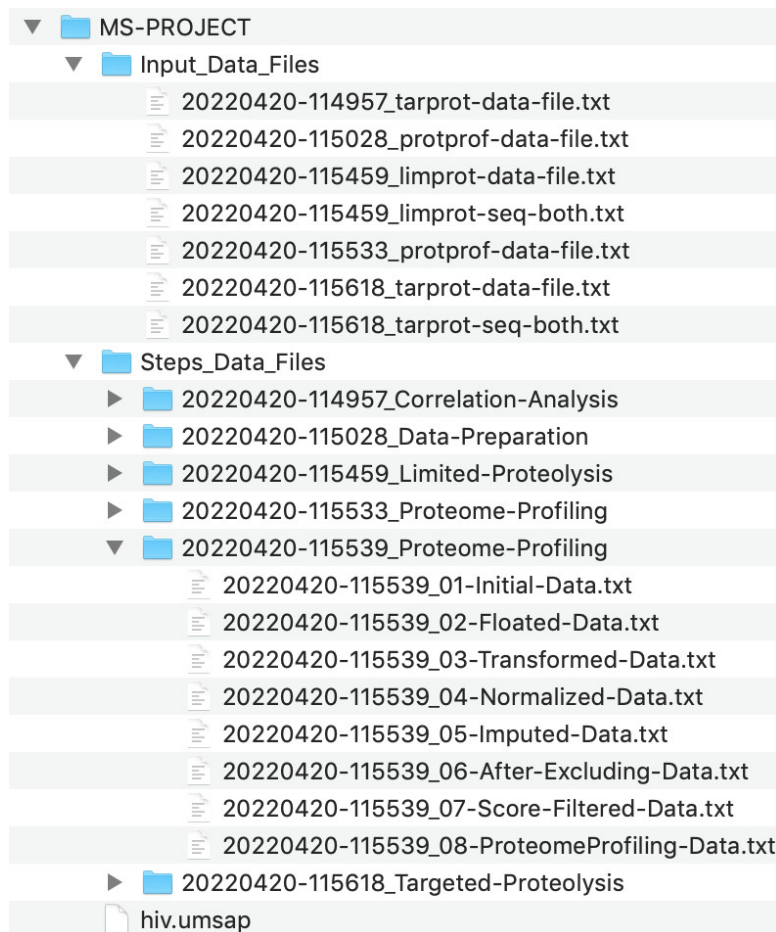 MS-PROJECT
Input_Data_Files
20220420-114957_tarprot-data-file.txt
20220420-115028_protprof-data-file.txt
20220420-115459_limprot-data-file.txt
20220420-115459_limprot-seq-both.txt
20220420-115533_protprof-data-file.txt
20220420-115618_tarprot-data-file.txt
20220420-115618_tarprot-seq-both.txt
Steps_Data_Files
20220420-114957_Correlation-Analysis
20220420-115028_Data-Preparation
20220420-115459_Limited-Proteolysis
20220420-115533_Proteome-Profiling
20220420-115539_Proteome-Profiling
20220420-115539_01-Initial-Data.txt
20220420-115539_02-Floated-Data.txt
20220420-115539_03-Transformed-Data.txt
20220420-115539_04-Normalized-Data.txt
20220420-115539_05-Imputed-Data.txt
20220420-115539_06-After-Excluding-Data.txt
20220420-115539_07-Score-Filtered-Data.txt
20220420-115539_08-ProteomeProfiling-Data.txt
20220420-115618_Targeted-Proteolysis
hiv.umsap